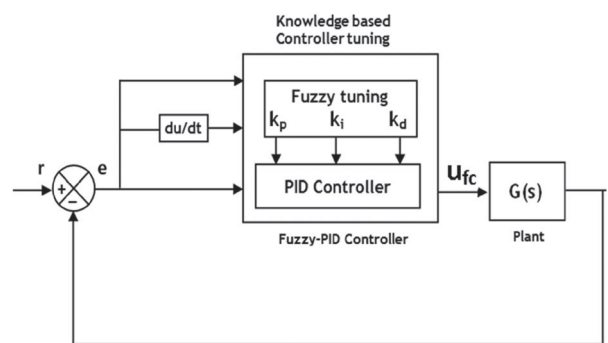 Knowledge based
Controller tuning
Fuzzy tuning
kp ki kd
du/dt
r
+
−
e
PID Controller
ufc
G(s)
Fuzzy-PID Controller
Plant